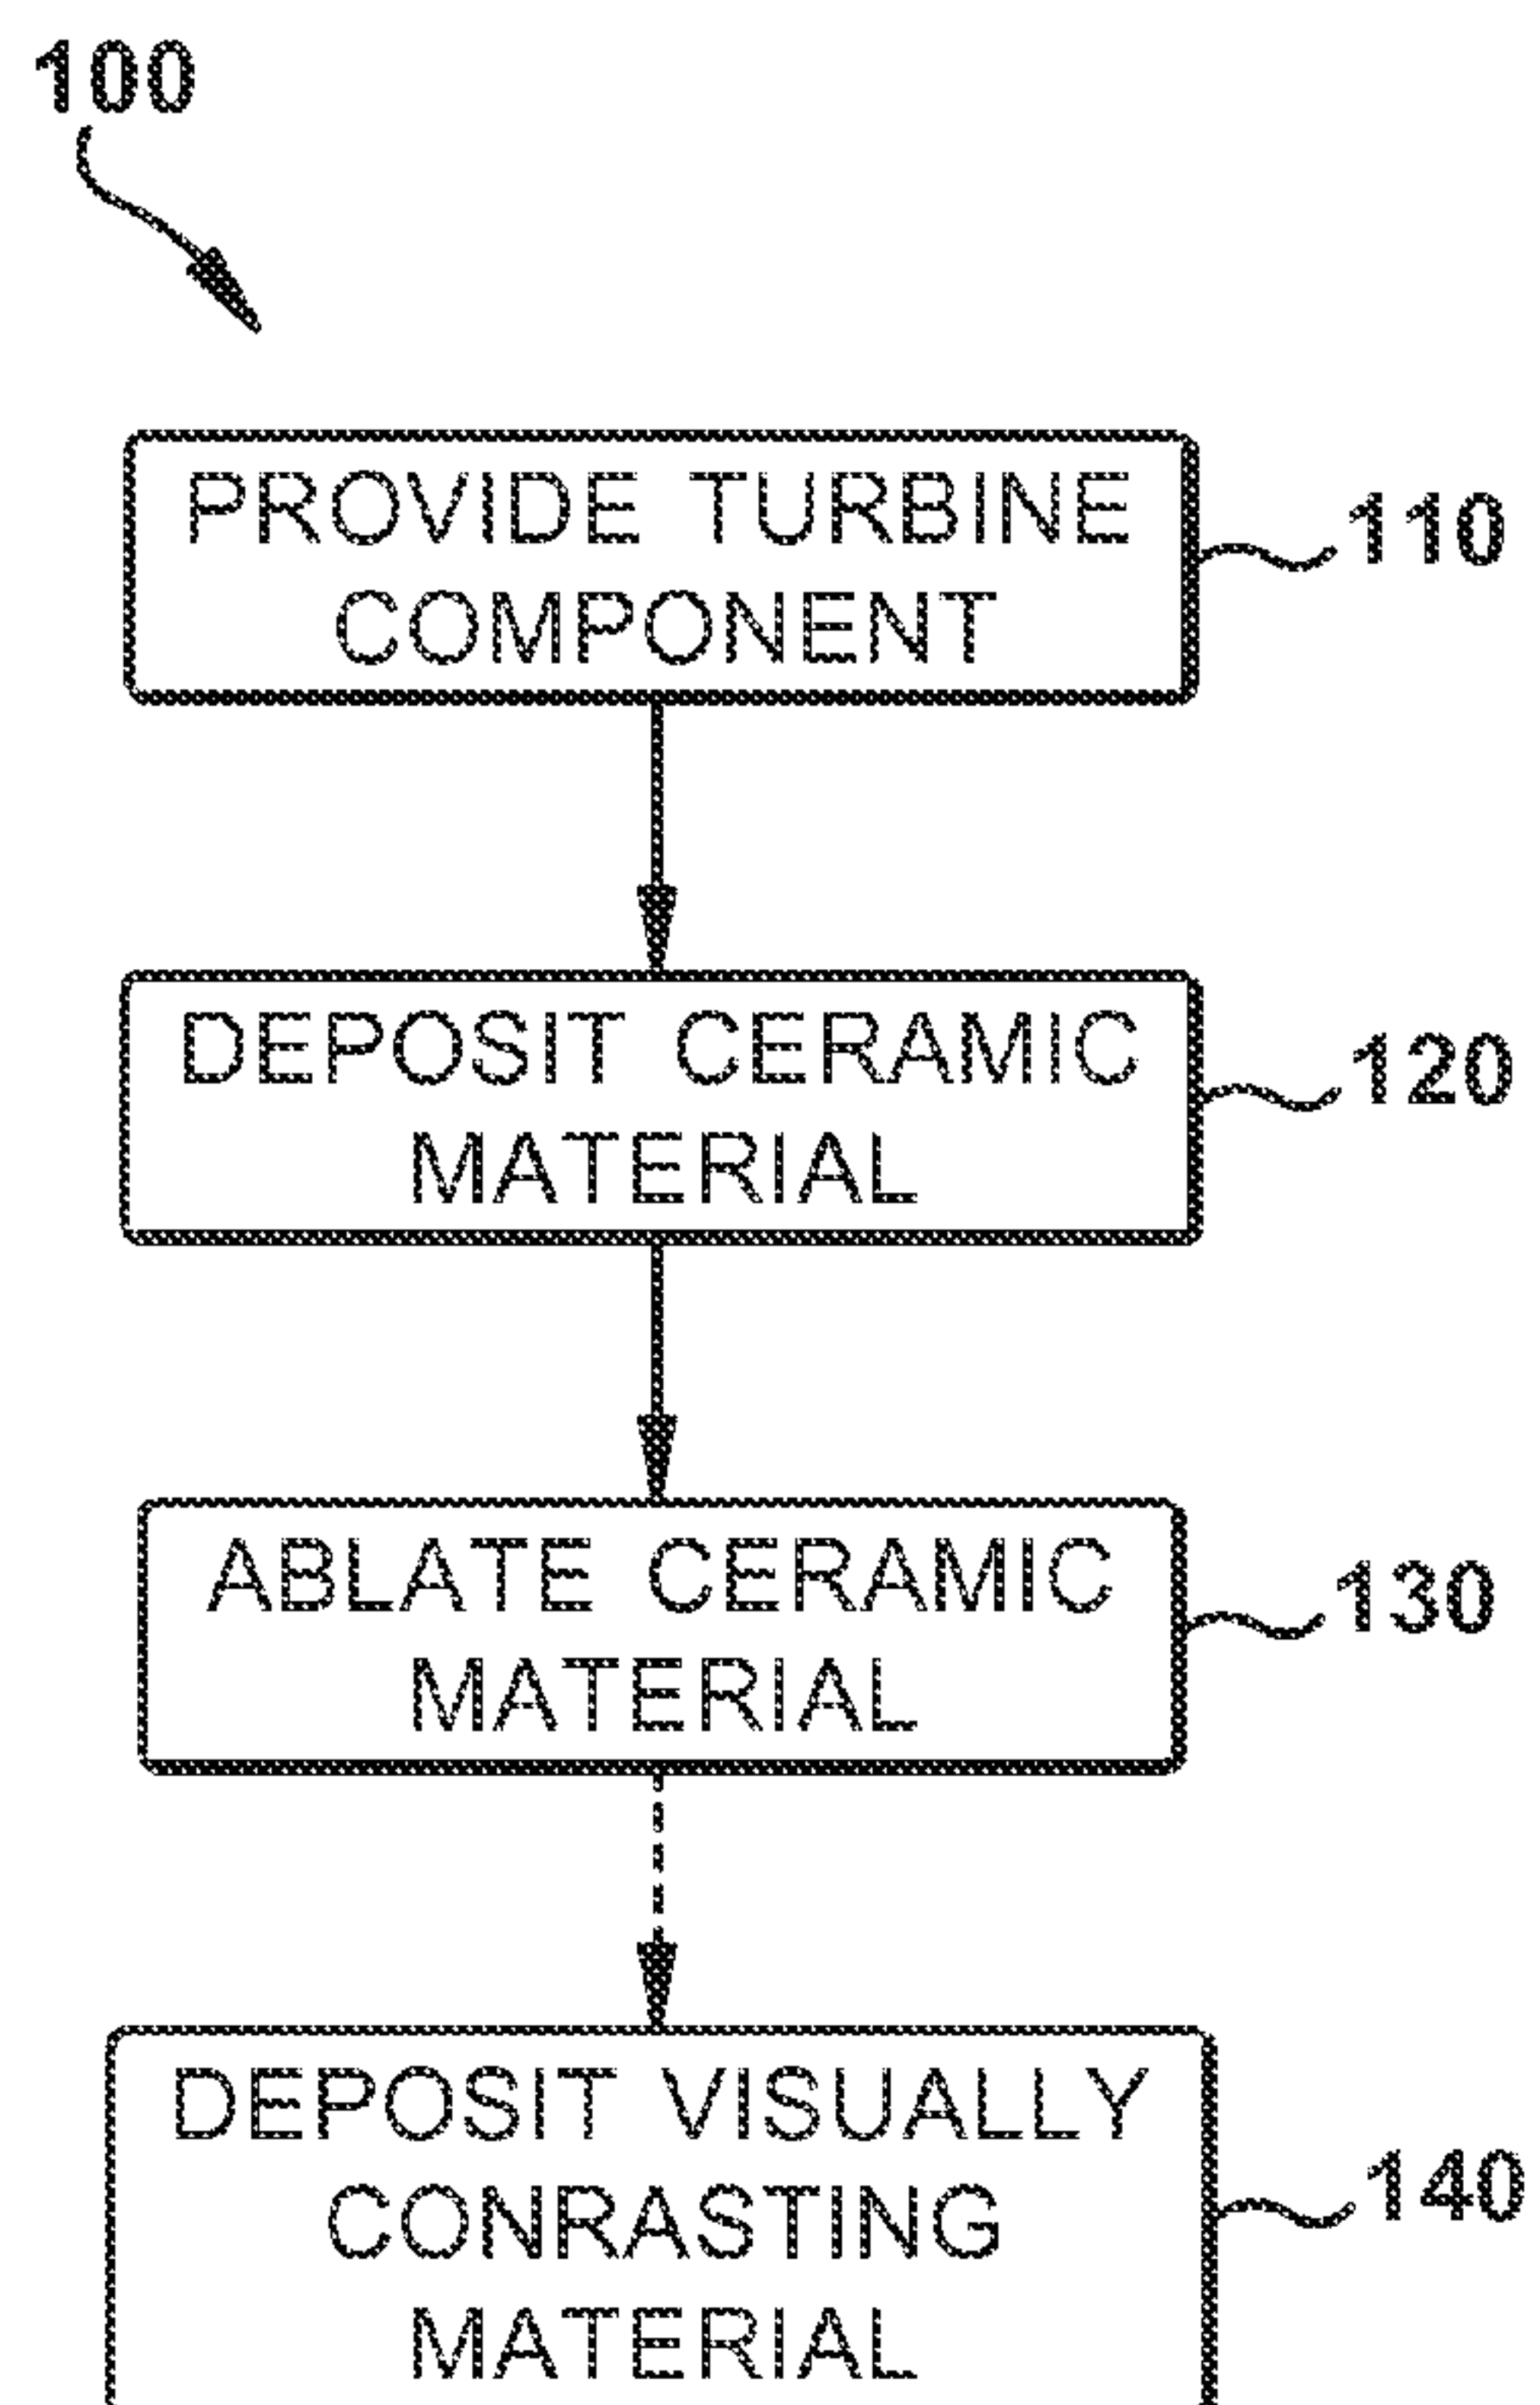 100
PROVIDE TURBINE
COMPONENT
110
DEPOSIT CERAMIC
MATERIAL
120
ABLATE CERAMIC
MATERIAL
130
DEPOSIT VISUALLY
CONRASTING
MATERIAL
140